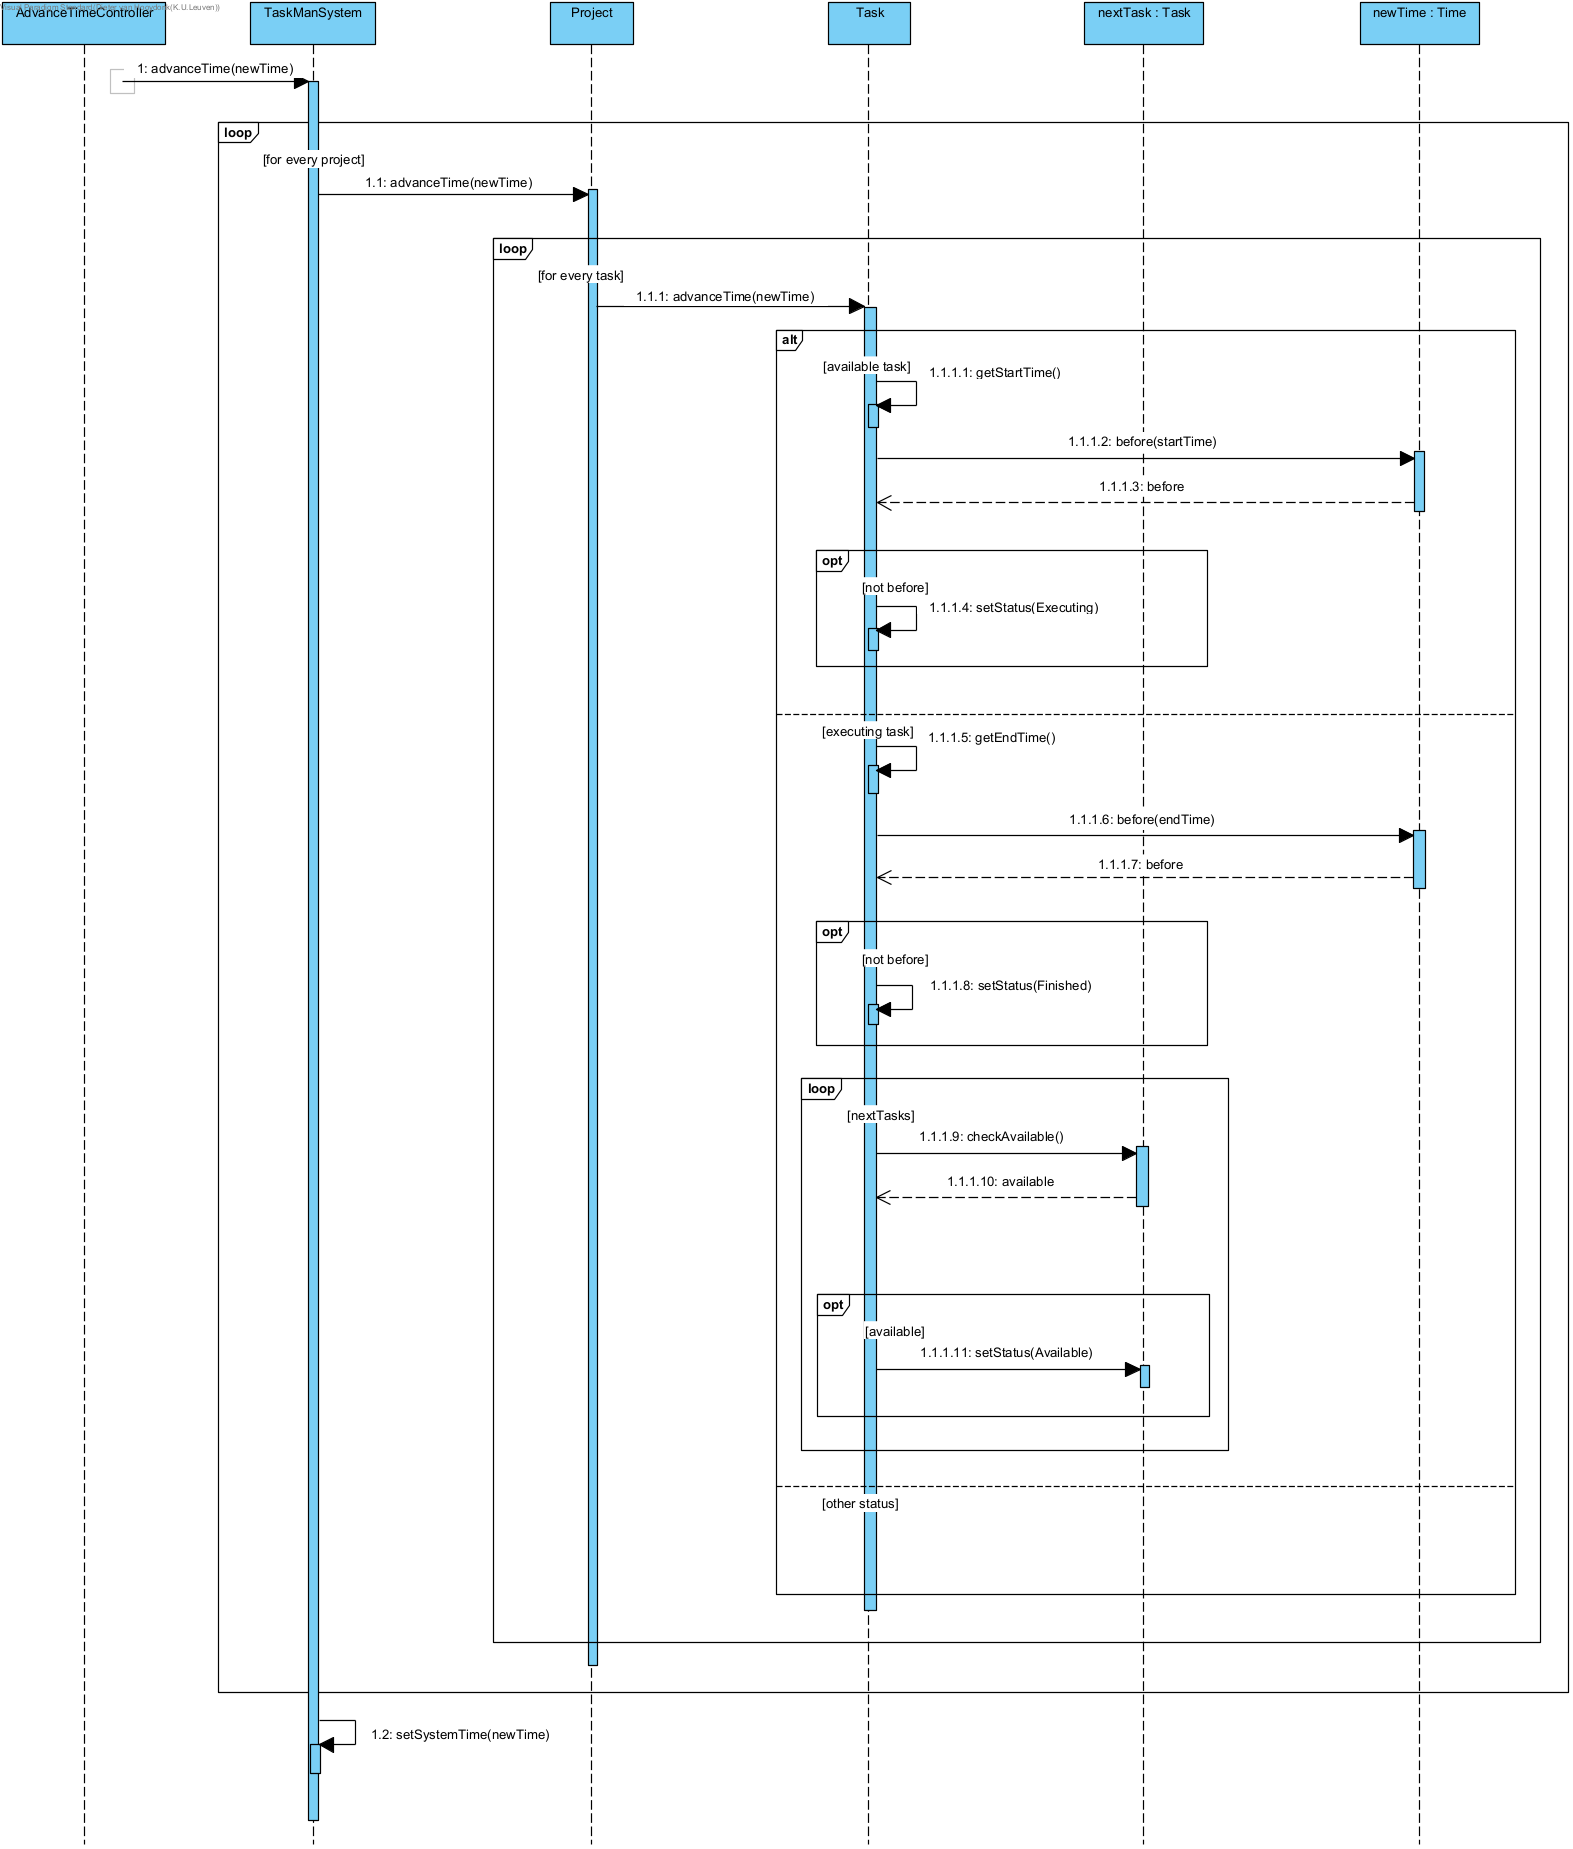 AdvanceTimeController
TaskManSystem
Project
Task
nextTask : Task
newTime : Time
1: advanceTime(newTime)
loop
[for every project]
1.1: advanceTime(newTime)
loop
[for every task]
1.1.1: advanceTime(newTime)
alt
[available task]
1.1.1.1: getStartTime()
1.1.1.2: before(startTime)
1.1.1.3: before
opt
[not before]
1.1.1.4: setStatus(Executing)
[executing task]
1.1.1.5: getEndTime()
1.1.1.6: before(endTime)
1.1.1.7: before
opt
[not before]
1.1.1.8: setStatus(Finished)
loop
[nextTasks]
1.1.1.9: checkAvailable()
1.1.1.10: available
opt
[available]
1.1.1.11: setStatus(Available)
[other status]
1.2: setSystemTime(newTime)